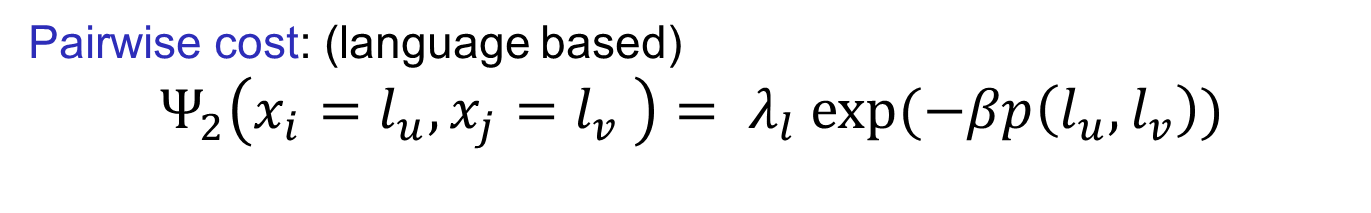 Pairwise cost: (language based)
Ψ₂(xᵢ = lᵤ, xⱼ = lᵥ) = λₗ exp(−βp(lᵤ, lᵥ))